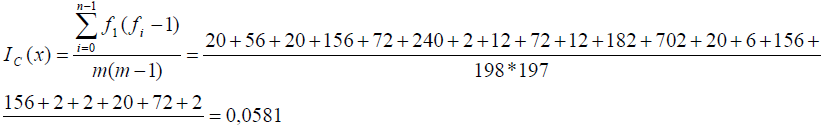 I_C(x) = \frac{\sum_{i=0}^{n-1} f_1(f_i - 1)}{m(m-1)} = \frac{20+56+20+156+72+240+2+12+72+12+182+702+20+6+156+}{198*197}
\frac{156+2+2+20+72+2}{} = 0,0581